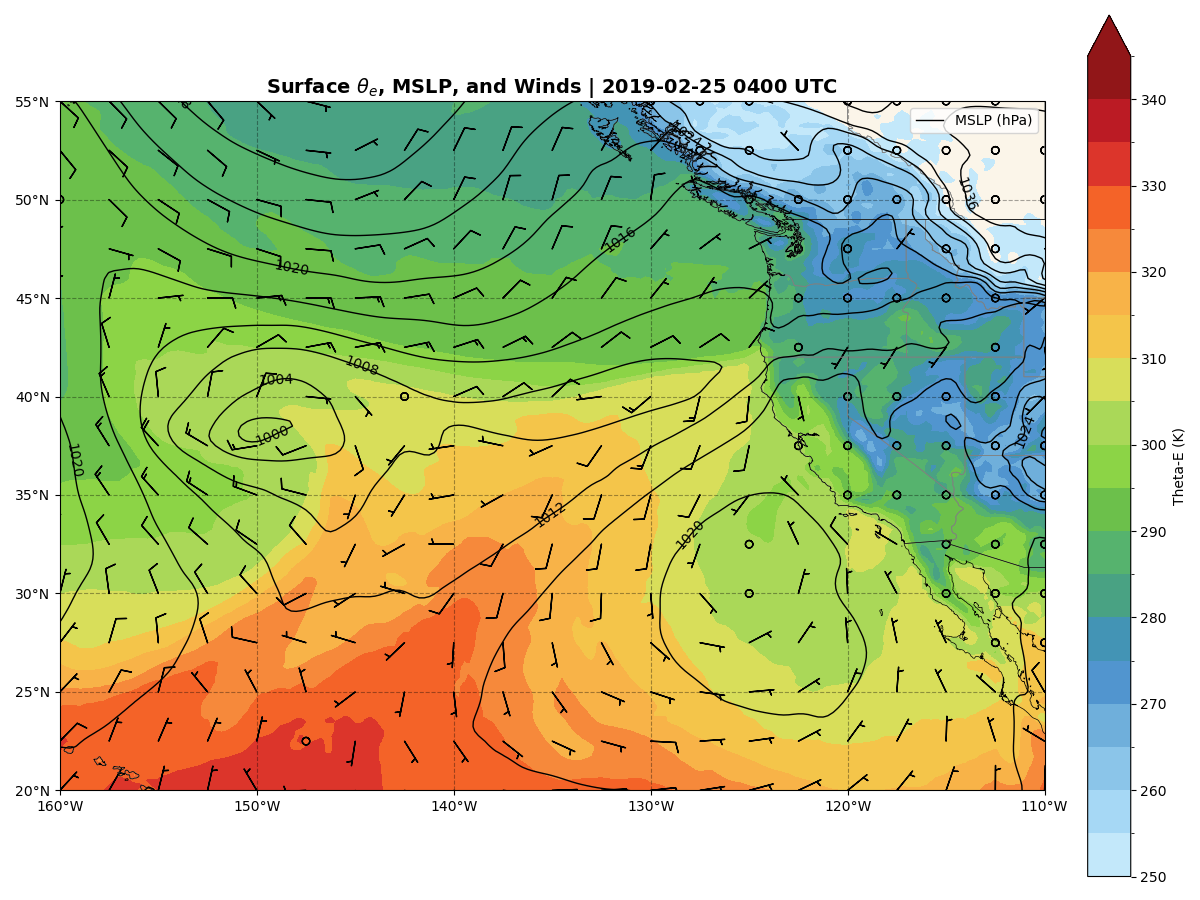 Surface θe, MSLP, and Winds | 2019-02-25 0400 UTC
MSLP (hPa)
55°N
50°N
45°N
40°N
35°N
30°N
25°N
20°N
160°W
150°W
140°W
130°W
120°W
110°W
1036
1016
1020
1008
1004
1000
1024
1020
1012
1020
340
330
320
310
300
290
280
270
260
250
Theta-E (K)